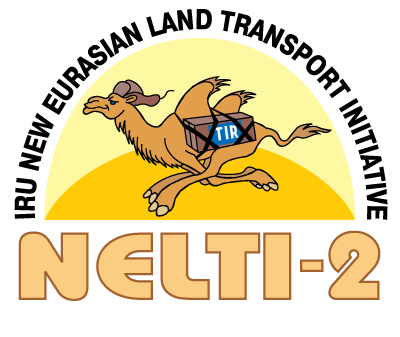 IRU NEW EURASIAN LAND TRANSPORT INITIATIVE
TIR
NELTI-2